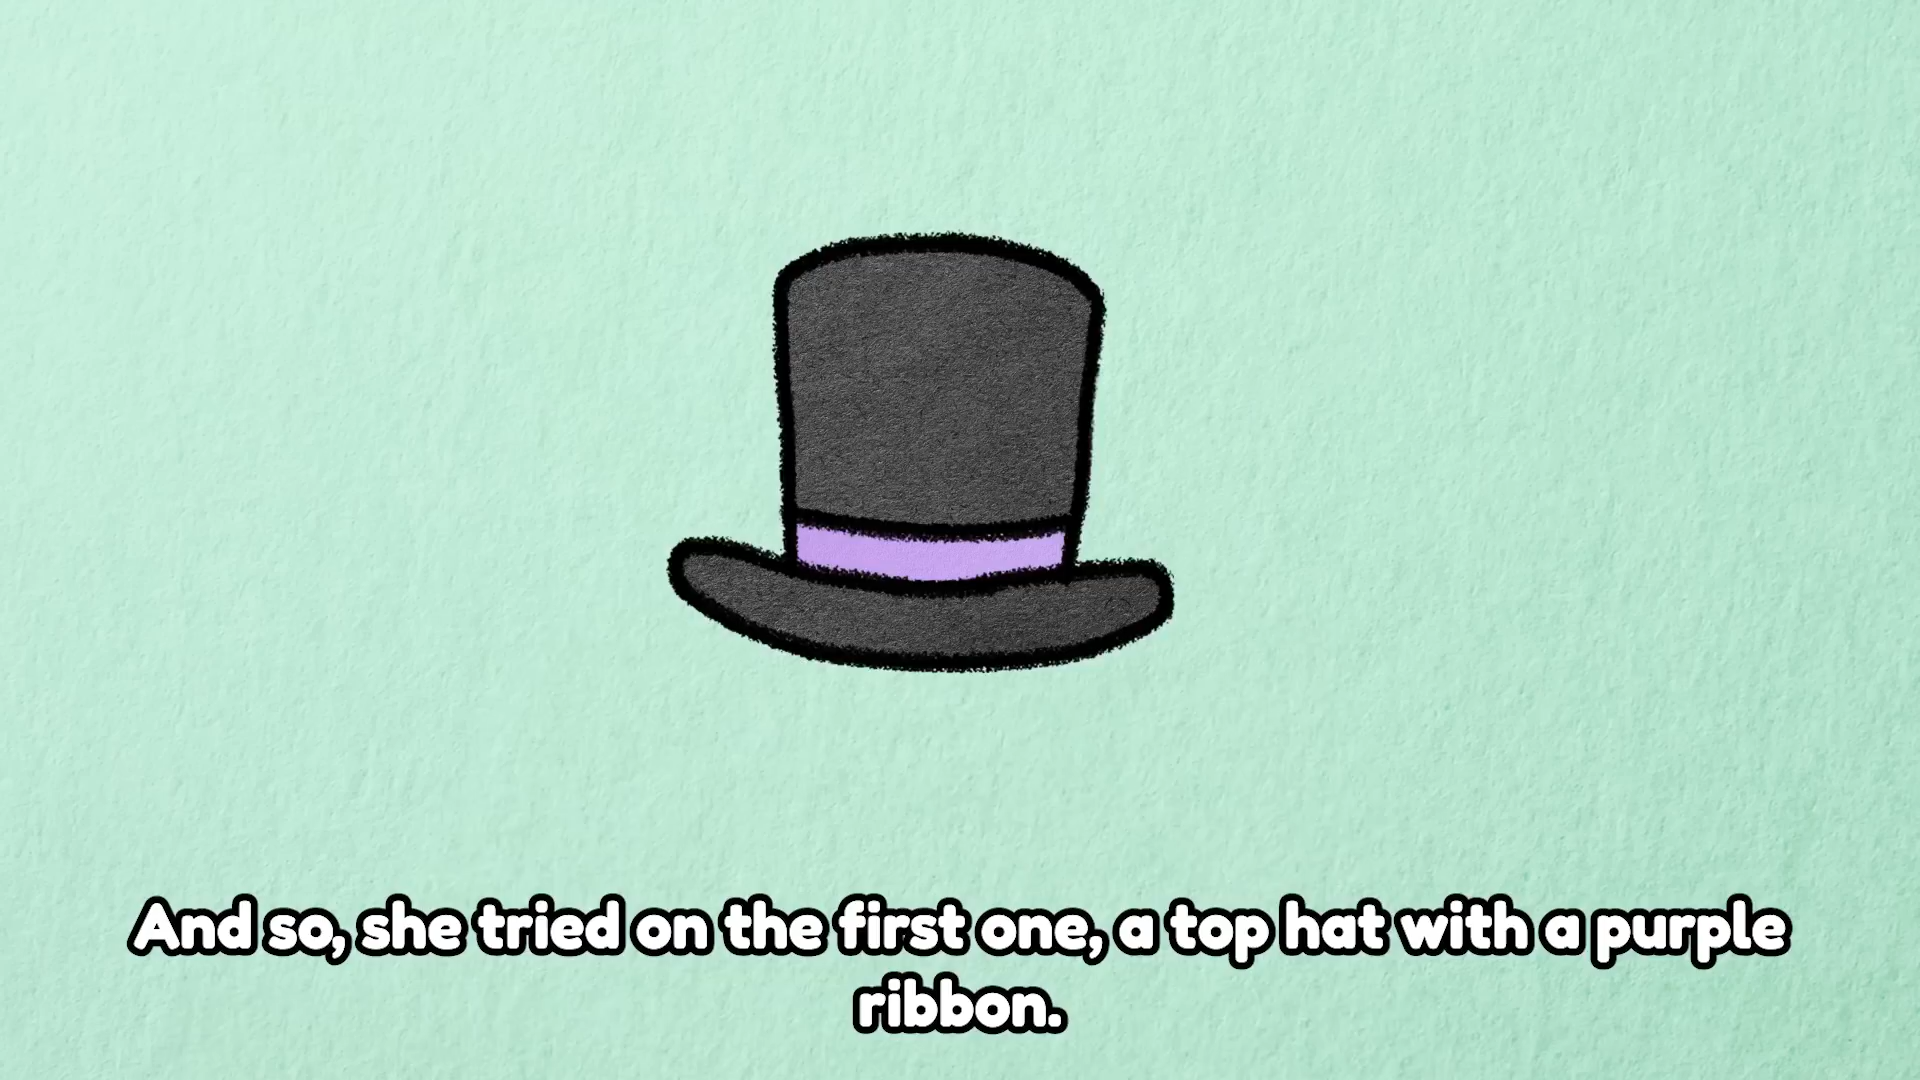 And so, she tried on the first one, a top hat with a purple
ribbon.